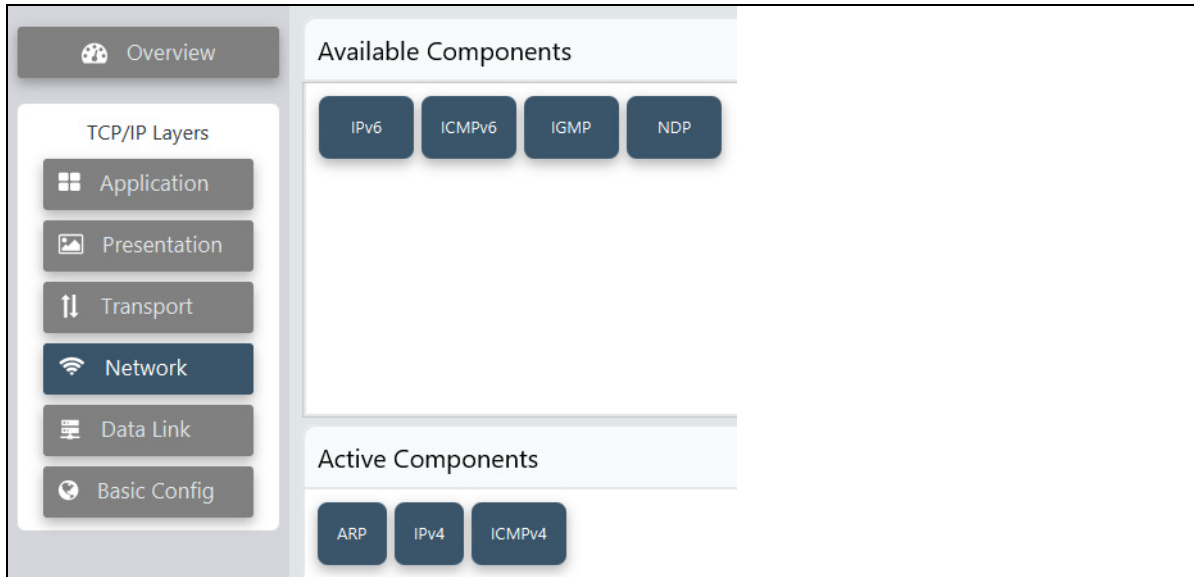 Overview
TCP/IP Layers
Application
Presentation
Transport
Network
Data Link
Basic Config
Available Components
IPv6 ICMPv6 IGMP NDP
Active Components
ARP IPv4 ICMPv4